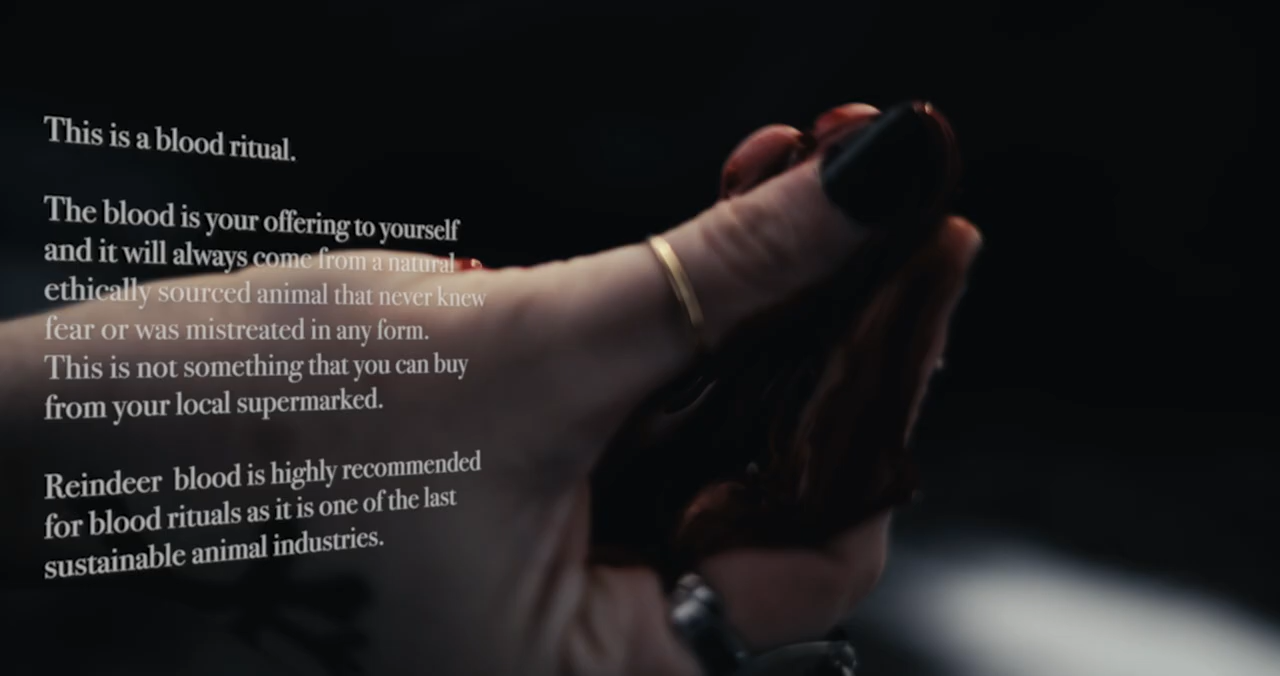 This is a blood ritual.
The blood is your offering to yourself
and it will always come from a natural
ethically sourced animal that never knew
fear or was mistreated in any form.
This is not something that you can buy
from your local supermarked.
Reindeer blood is highly recommended
for blood rituals as it is one of the last
sustainable animal industries.